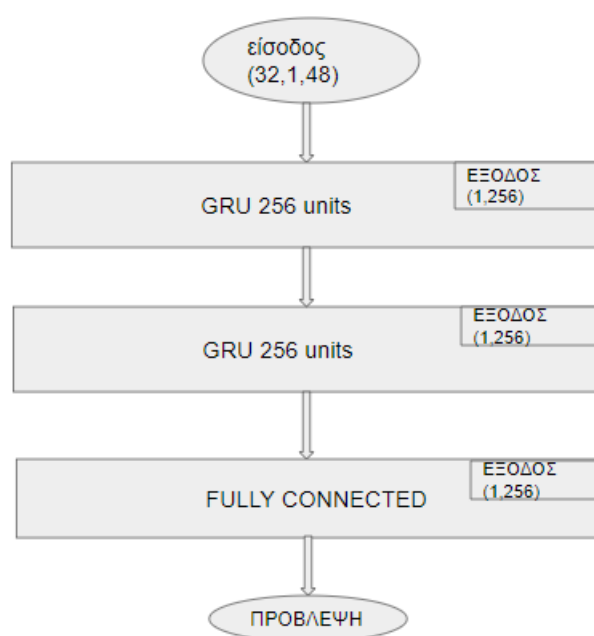 είσοδος
(32,1,48)
ΕΞΟΔΟΣ
(1,256)
GRU 256 units
ΕΞΟΔΟΣ
(1,256)
GRU 256 units
ΕΞΟΔΟΣ
(1,256)
FULLY CONNECTED
ΠΡΟΒΛΕΨΗ